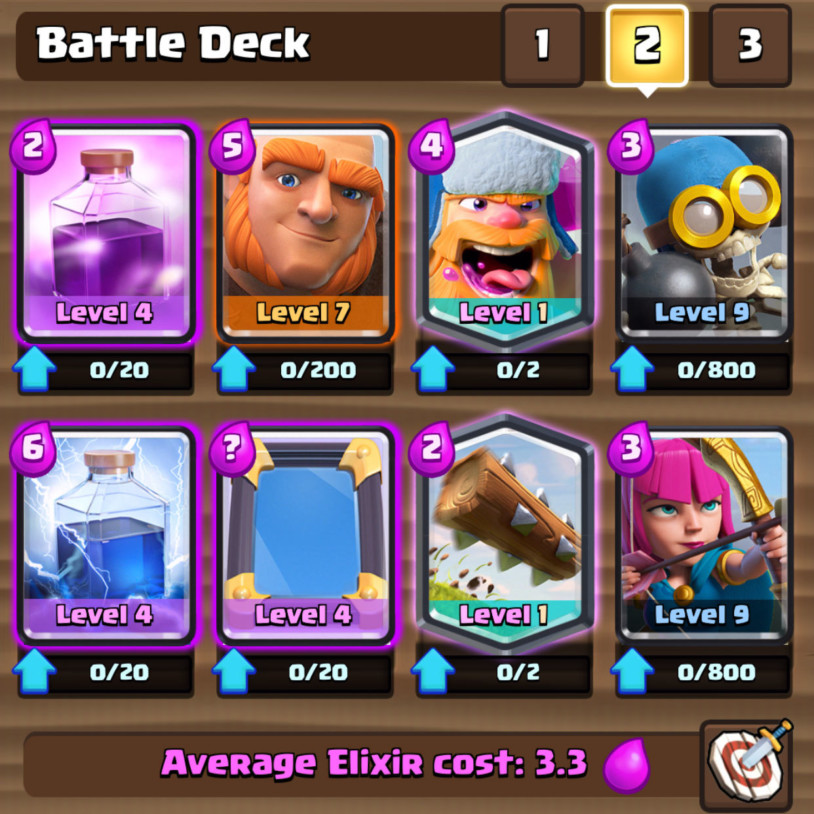 Battle Deck 1 2 3
2 5 4 3
Level 4 Level 7 Level 1 Level 9
0/20 0/200 0/2 0/800
6 ? 2 3
Level 4 Level 4 Level 1 Level 9
0/20 0/20 0/2 0/800
Average Elixir cost: 3.3